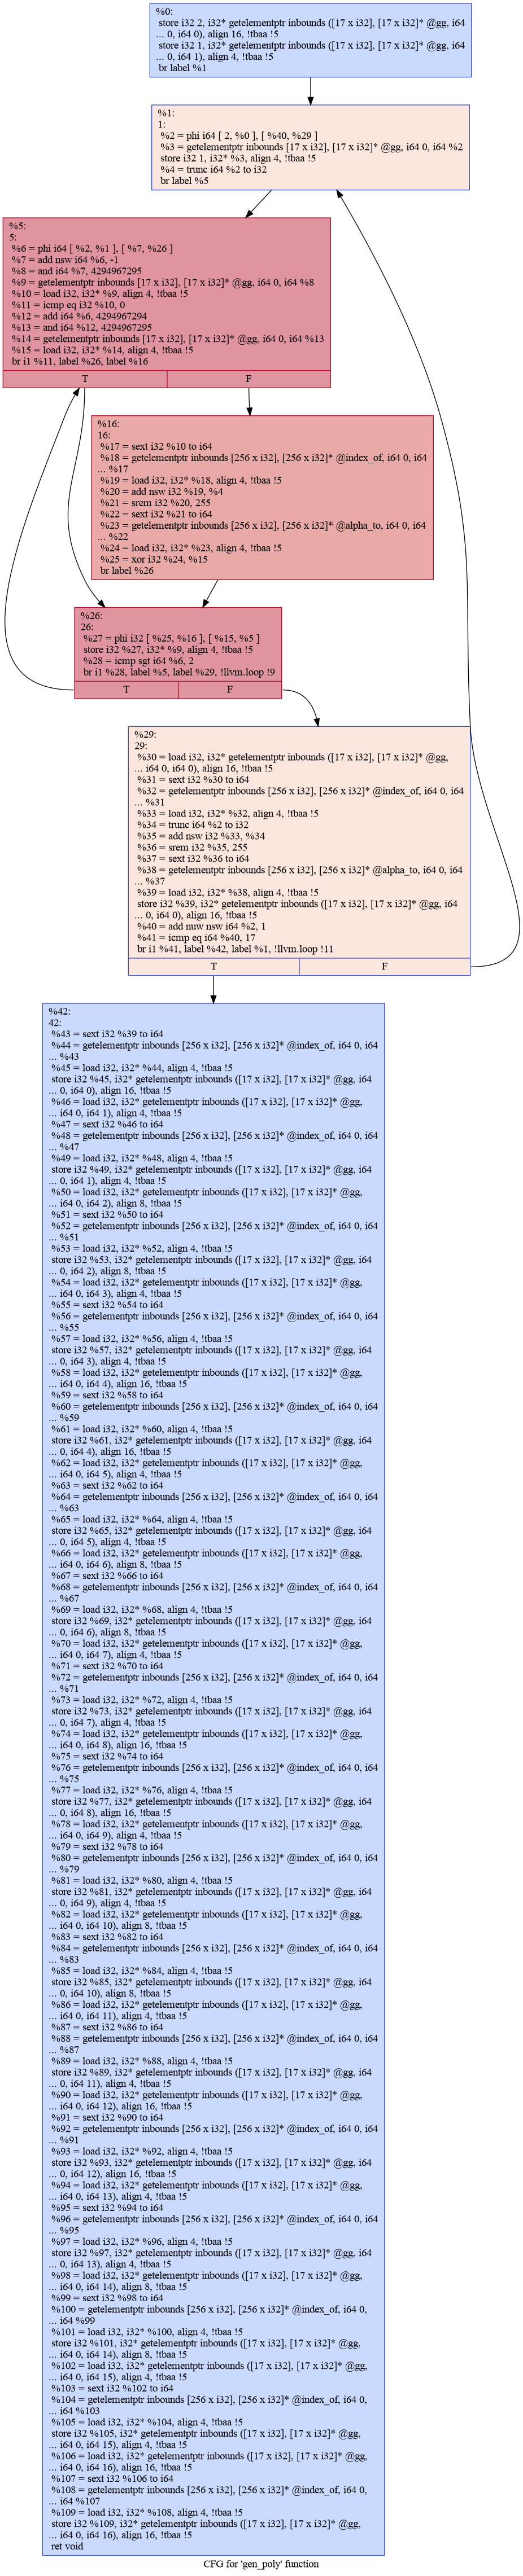 %0:
store i32 2, i32* getelementptr inbounds ([17 x i32], [17 x i32]* @gg, i64
... 0, i64 0), align 16, !tbaa !5
store i32 1, i32* getelementptr inbounds ([17 x i32], [17 x i32]* @gg, i64
... 0, i64 1), align 4, !tbaa !5
br label %1
%1:
1:
%2 = phi i64 [ 2, %0 ], [ %40, %29 ]
%3 = getelementptr inbounds [17 x i32], [17 x i32]* @gg, i64 0, i64 %2
store i32 1, i32* %3, align 4, !tbaa !5
%4 = trunc i64 %2 to i32
br label %5
%5:
5:
%6 = phi i64 [ %2, %1 ], [ %7, %26 ]
%7 = add nsw i64 %6, -1
%8 = and i64 %7, 4294967295
%9 = getelementptr inbounds [17 x i32], [17 x i32]* @gg, i64 0, i64 %8
%10 = load i32, i32* %9, align 4, !tbaa !5
%11 = icmp eq i32 %10, 0
%12 = add i64 %6, 4294967294
%13 = and i64 %12, 4294967295
%14 = getelementptr inbounds [17 x i32], [17 x i32]* @gg, i64 0, i64 %13
%15 = load i32, i32* %14, align 4, !tbaa !5
br i1 %11, label %26, label %16
T F
%16:
16:
%17 = sext i32 %10 to i64
%18 = getelementptr inbounds [256 x i32], [256 x i32]* @index_of, i64 0, i64
... %17
%19 = load i32, i32* %18, align 4, !tbaa !5
%20 = add nsw i32 %19, %4
%21 = srem i32 %20, 255
%22 = sext i32 %21 to i64
%23 = getelementptr inbounds [256 x i32], [256 x i32]* @alpha_to, i64 0, i64
... %22
%24 = load i32, i32* %23, align 4, !tbaa !5
%25 = xor i32 %24, %15
br label %26
%26:
26:
%27 = phi i32 [ %25, %16 ], [ %15, %5 ]
store i32 %27, i32* %9, align 4, !tbaa !5
%28 = icmp sgt i64 %6, 2
br i1 %28, label %5, label %29, !llvm.loop !9
T F
%29:
29:
%30 = load i32, i32* getelementptr inbounds ([17 x i32], [17 x i32]* @gg,
... i64 0, i64 0), align 16, !tbaa !5
%31 = sext i32 %30 to i64
%32 = getelementptr inbounds [256 x i32], [256 x i32]* @index_of, i64 0, i64
... %31
%33 = load i32, i32* %32, align 4, !tbaa !5
%34 = trunc i64 %2 to i32
%35 = add nsw i32 %33, %34
%36 = srem i32 %35, 255
%37 = sext i32 %36 to i64
%38 = getelementptr inbounds [256 x i32], [256 x i32]* @alpha_to, i64 0, i64
... %37
%39 = load i32, i32* %38, align 4, !tbaa !5
store i32 %39, i32* getelementptr inbounds ([17 x i32], [17 x i32]* @gg, i64
... 0, i64 0), align 16, !tbaa !5
%40 = add nuw nsw i64 %2, 1
%41 = icmp eq i64 %40, 17
br i1 %41, label %42, label %1, !llvm.loop !11
T F
%42:
42:
%43 = sext i32 %39 to i64
%44 = getelementptr inbounds [256 x i32], [256 x i32]* @index_of, i64 0, i64
... %43
%45 = load i32, i32* %44, align 4, !tbaa !5
store i32 %45, i32* getelementptr inbounds ([17 x i32], [17 x i32]* @gg, i64
... 0, i64 0), align 16, !tbaa !5
%46 = load i32, i32* getelementptr inbounds ([17 x i32], [17 x i32]* @gg,
... i64 0, i64 1), align 4, !tbaa !5
%47 = sext i32 %46 to i64
%48 = getelementptr inbounds [256 x i32], [256 x i32]* @index_of, i64 0, i64
... %47
%49 = load i32, i32* %48, align 4, !tbaa !5
store i32 %49, i32* getelementptr inbounds ([17 x i32], [17 x i32]* @gg, i64
... 0, i64 1), align 4, !tbaa !5
%50 = load i32, i32* getelementptr inbounds ([17 x i32], [17 x i32]* @gg,
... i64 0, i64 2), align 8, !tbaa !5
%51 = sext i32 %50 to i64
%52 = getelementptr inbounds [256 x i32], [256 x i32]* @index_of, i64 0, i64
... %51
%53 = load i32, i32* %52, align 4, !tbaa !5
store i32 %53, i32* getelementptr inbounds ([17 x i32], [17 x i32]* @gg, i64
... 0, i64 2), align 8, !tbaa !5
%54 = load i32, i32* getelementptr inbounds ([17 x i32], [17 x i32]* @gg,
... i64 0, i64 3), align 4, !tbaa !5
%55 = sext i32 %54 to i64
%56 = getelementptr inbounds [256 x i32], [256 x i32]* @index_of, i64 0, i64
... %55
%57 = load i32, i32* %56, align 4, !tbaa !5
store i32 %57, i32* getelementptr inbounds ([17 x i32], [17 x i32]* @gg, i64
... 0, i64 3), align 4, !tbaa !5
%58 = load i32, i32* getelementptr inbounds ([17 x i32], [17 x i32]* @gg,
... i64 0, i64 4), align 16, !tbaa !5
%59 = sext i32 %58 to i64
%60 = getelementptr inbounds [256 x i32], [256 x i32]* @index_of, i64 0, i64
... %59
%61 = load i32, i32* %60, align 4, !tbaa !5
store i32 %61, i32* getelementptr inbounds ([17 x i32], [17 x i32]* @gg, i64
... 0, i64 4), align 16, !tbaa !5
%62 = load i32, i32* getelementptr inbounds ([17 x i32], [17 x i32]* @gg,
... i64 0, i64 5), align 4, !tbaa !5
%63 = sext i32 %62 to i64
%64 = getelementptr inbounds [256 x i32], [256 x i32]* @index_of, i64 0, i64
... %63
%65 = load i32, i32* %64, align 4, !tbaa !5
store i32 %65, i32* getelementptr inbounds ([17 x i32], [17 x i32]* @gg, i64
... 0, i64 5), align 4, !tbaa !5
%66 = load i32, i32* getelementptr inbounds ([17 x i32], [17 x i32]* @gg,
... i64 0, i64 6), align 8, !tbaa !5
%67 = sext i32 %66 to i64
%68 = getelementptr inbounds [256 x i32], [256 x i32]* @index_of, i64 0, i64
... %67
%69 = load i32, i32* %68, align 4, !tbaa !5
store i32 %69, i32* getelementptr inbounds ([17 x i32], [17 x i32]* @gg, i64
... 0, i64 6), align 8, !tbaa !5
%70 = load i32, i32* getelementptr inbounds ([17 x i32], [17 x i32]* @gg,
... i64 0, i64 7), align 4, !tbaa !5
%71 = sext i32 %70 to i64
%72 = getelementptr inbounds [256 x i32], [256 x i32]* @index_of, i64 0, i64
... %71
%73 = load i32, i32* %72, align 4, !tbaa !5
store i32 %73, i32* getelementptr inbounds ([17 x i32], [17 x i32]* @gg, i64
... 0, i64 7), align 4, !tbaa !5
%74 = load i32, i32* getelementptr inbounds ([17 x i32], [17 x i32]* @gg,
... i64 0, i64 8), align 16, !tbaa !5
%75 = sext i32 %74 to i64
%76 = getelementptr inbounds [256 x i32], [256 x i32]* @index_of, i64 0, i64
... %75
%77 = load i32, i32* %76, align 4, !tbaa !5
store i32 %77, i32* getelementptr inbounds ([17 x i32], [17 x i32]* @gg, i64
... 0, i64 8), align 16, !tbaa !5
%78 = load i32, i32* getelementptr inbounds ([17 x i32], [17 x i32]* @gg,
... i64 0, i64 9), align 4, !tbaa !5
%79 = sext i32 %78 to i64
%80 = getelementptr inbounds [256 x i32], [256 x i32]* @index_of, i64 0, i64
... %79
%81 = load i32, i32* %80, align 4, !tbaa !5
store i32 %81, i32* getelementptr inbounds ([17 x i32], [17 x i32]* @gg, i64
... 0, i64 9), align 4, !tbaa !5
%82 = load i32, i32* getelementptr inbounds ([17 x i32], [17 x i32]* @gg,
... i64 0, i64 10), align 8, !tbaa !5
%83 = sext i32 %82 to i64
%84 = getelementptr inbounds [256 x i32], [256 x i32]* @index_of, i64 0, i64
... %83
%85 = load i32, i32* %84, align 4, !tbaa !5
store i32 %85, i32* getelementptr inbounds ([17 x i32], [17 x i32]* @gg, i64
... 0, i64 10), align 8, !tbaa !5
%86 = load i32, i32* getelementptr inbounds ([17 x i32], [17 x i32]* @gg,
... i64 0, i64 11), align 4, !tbaa !5
%87 = sext i32 %86 to i64
%88 = getelementptr inbounds [256 x i32], [256 x i32]* @index_of, i64 0, i64
... %87
%89 = load i32, i32* %88, align 4, !tbaa !5
store i32 %89, i32* getelementptr inbounds ([17 x i32], [17 x i32]* @gg, i64
... 0, i64 11), align 4, !tbaa !5
%90 = load i32, i32* getelementptr inbounds ([17 x i32], [17 x i32]* @gg,
... i64 0, i64 12), align 16, !tbaa !5
%91 = sext i32 %90 to i64
%92 = getelementptr inbounds [256 x i32], [256 x i32]* @index_of, i64 0, i64
... %91
%93 = load i32, i32* %92, align 4, !tbaa !5
store i32 %93, i32* getelementptr inbounds ([17 x i32], [17 x i32]* @gg, i64
... 0, i64 12), align 16, !tbaa !5
%94 = load i32, i32* getelementptr inbounds ([17 x i32], [17 x i32]* @gg,
... i64 0, i64 13), align 4, !tbaa !5
%95 = sext i32 %94 to i64
%96 = getelementptr inbounds [256 x i32], [256 x i32]* @index_of, i64 0, i64
... %95
%97 = load i32, i32* %96, align 4, !tbaa !5
store i32 %97, i32* getelementptr inbounds ([17 x i32], [17 x i32]* @gg, i64
... 0, i64 13), align 4, !tbaa !5
%98 = load i32, i32* getelementptr inbounds ([17 x i32], [17 x i32]* @gg,
... i64 0, i64 14), align 8, !tbaa !5
%99 = sext i32 %98 to i64
%100 = getelementptr inbounds [256 x i32], [256 x i32]* @index_of, i64 0,
... i64 %99
%101 = load i32, i32* %100, align 4, !tbaa !5
store i32 %101, i32* getelementptr inbounds ([17 x i32], [17 x i32]* @gg,
... i64 0, i64 14), align 8, !tbaa !5
%102 = load i32, i32* getelementptr inbounds ([17 x i32], [17 x i32]* @gg,
... i64 0, i64 15), align 4, !tbaa !5
%103 = sext i32 %102 to i64
%104 = getelementptr inbounds [256 x i32], [256 x i32]* @index_of, i64 0,
... i64 %103
%105 = load i32, i32* %104, align 4, !tbaa !5
store i32 %105, i32* getelementptr inbounds ([17 x i32], [17 x i32]* @gg,
... i64 0, i64 15), align 4, !tbaa !5
%106 = load i32, i32* getelementptr inbounds ([17 x i32], [17 x i32]* @gg,
... i64 0, i64 16), align 16, !tbaa !5
%107 = sext i32 %106 to i64
%108 = getelementptr inbounds [256 x i32], [256 x i32]* @index_of, i64 0,
... i64 %107
%109 = load i32, i32* %108, align 4, !tbaa !5
store i32 %109, i32* getelementptr inbounds ([17 x i32], [17 x i32]* @gg,
... i64 0, i64 16), align 16, !tbaa !5
ret void
CFG for 'gen_poly' function